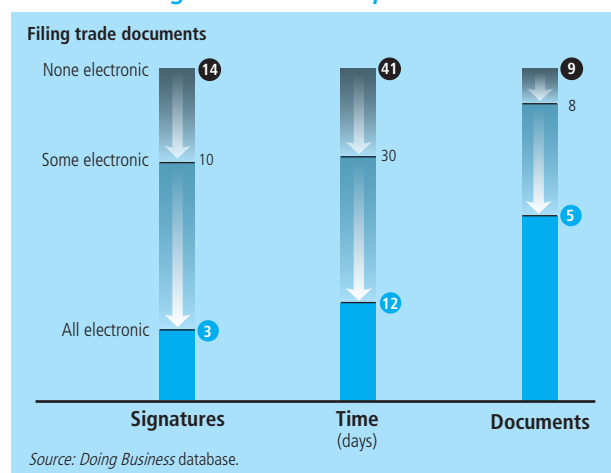 Filing trade documents
None electronic 14 41 9
8
Some electronic 10 30
5
12
All electronic 3
Signatures Time Documents
(days)
Source: Doing Business database.